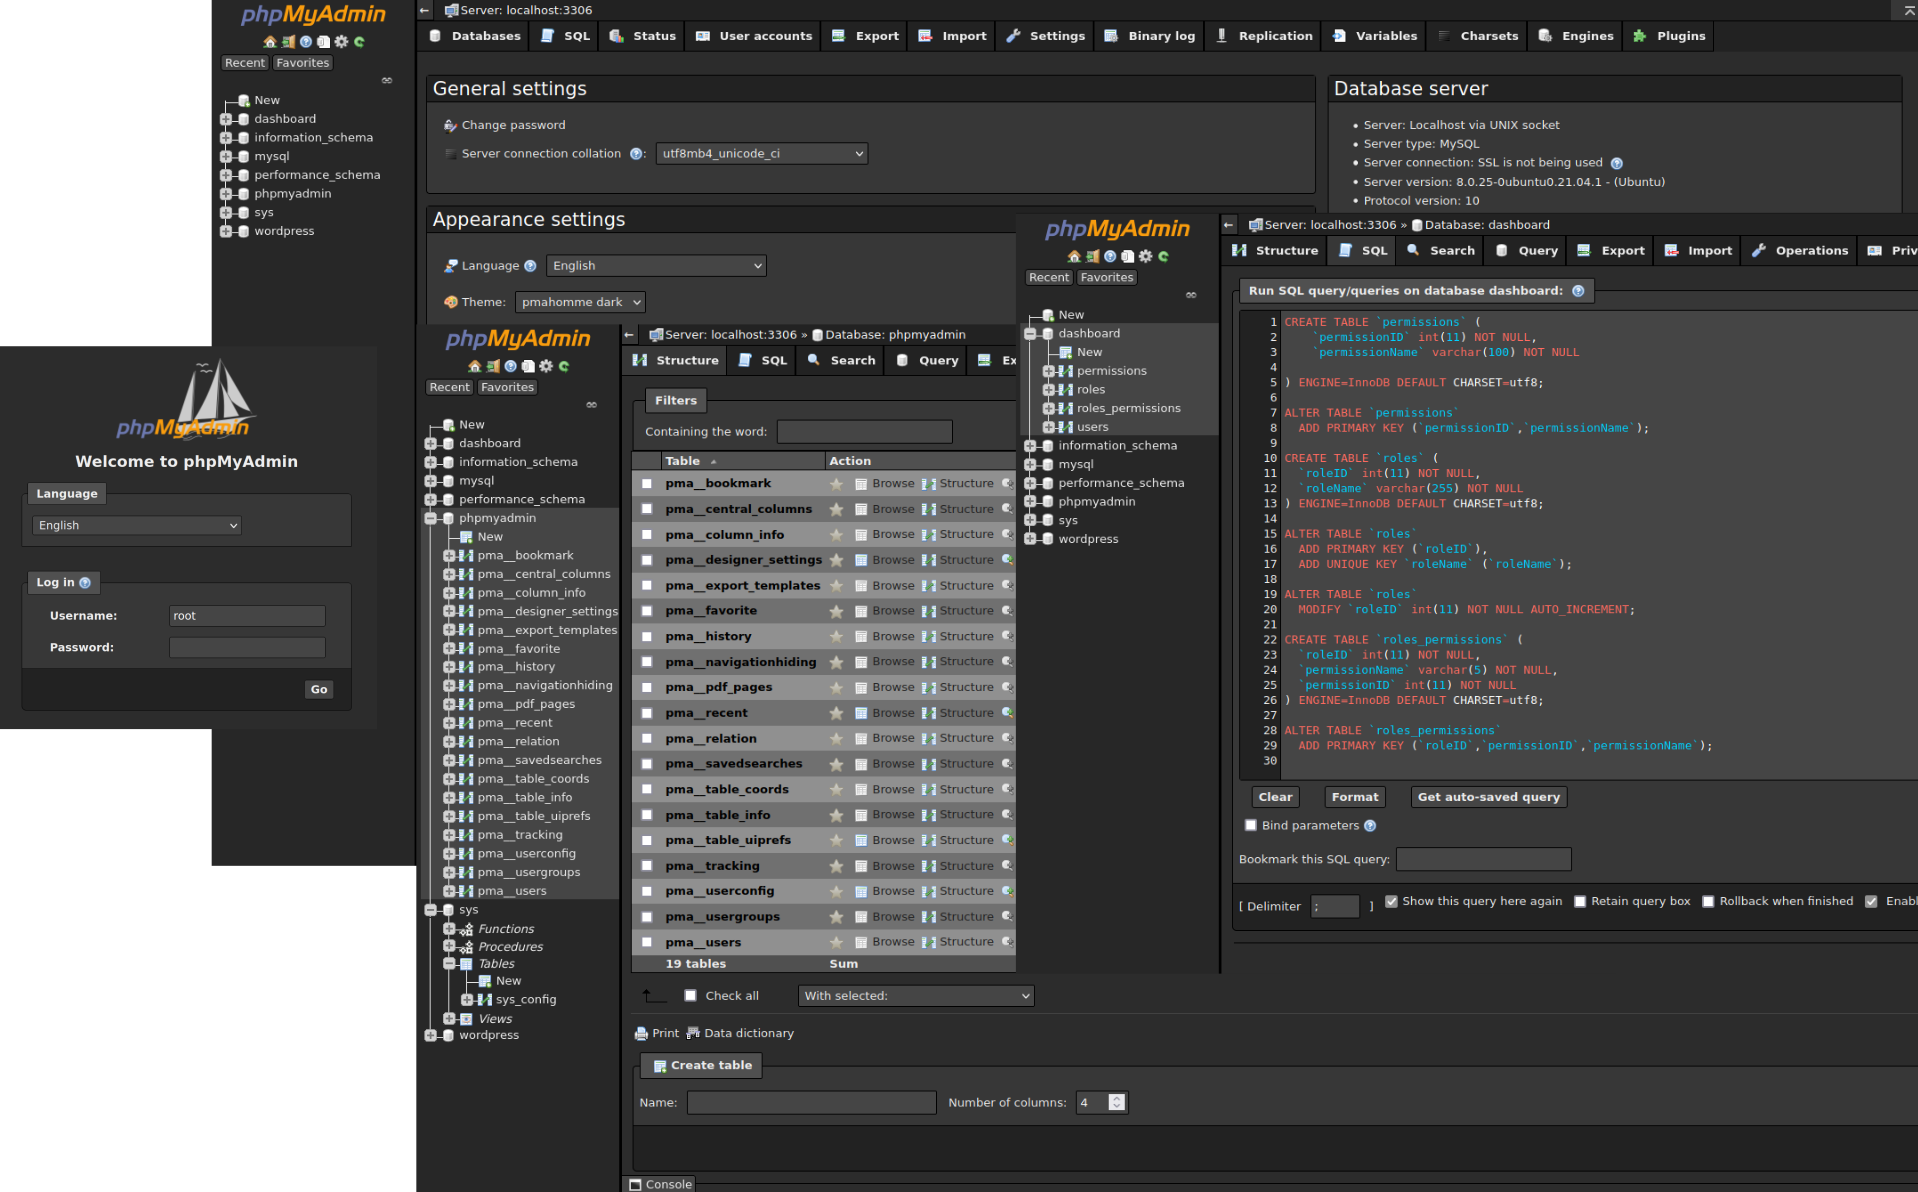 phpMyAdmin
Recent Favorites
New
dashboard
information_schema
mysql
performance_schema
phpmyadmin
sys
wordpress
Server: localhost:3306
Databases SQL Status User accounts Export Import Settings Binary log Replication Variables Charsets Engines Plugins
General settings
Change password
Server connection collation : utf8mb4_unicode_ci
Appearance settings
Language English
Theme: pmahomme dark
Database server
• Server: Localhost via UNIX socket
• Server type: MySQL
• Server connection: SSL is not being used
• Server version: 8.0.25-0ubuntu0.21.04.1 - (Ubuntu)
• Protocol version: 10
phpMyAdmin
Welcome to phpMyAdmin
Language
English
Log in
Username: root
Password:
Go
phpMyAdmin
Recent Favorites
New
dashboard
information_schema
mysql
performance_schema
phpmyadmin
New
pma__bookmark
pma__central_columns
pma__column_info
pma__designer_settings
pma__export_templates
pma__favorite
pma__history
pma__navigationhiding
pma__pdf_pages
pma__recent
pma__relation
pma__savedsearches
pma__table_coords
pma__table_info
pma__table_uiprefs
pma__tracking
pma__userconfig
pma__usergroups
pma__users
sys
Functions
Procedures
Tables
New
sys_config
Views
wordpress
Server: localhost:3306 » Database: phpmyadmin
Structure SQL Search Query Ex
Filters
Containing the word:
Table Action
pma__bookmark Browse Structure
pma__central_columns Browse Structure
pma__column_info Browse Structure
pma__designer_settings Browse Structure
pma__export_templates Browse Structure
pma__favorite Browse Structure
pma__history Browse Structure
pma__navigationhiding Browse Structure
pma__pdf_pages Browse Structure
pma__recent Browse Structure
pma__relation Browse Structure
pma__savedsearches Browse Structure
pma__table_coords Browse Structure
pma__table_info Browse Structure
pma__table_uiprefs Browse Structure
pma__tracking Browse Structure
pma__userconfig Browse Structure
pma__usergroups Browse Structure
pma__users Browse Structure
19 tables Sum
Check all With selected:
Print Data dictionary
Create table
Name: Number of columns: 4
Console
phpMyAdmin
Recent Favorites
New
dashboard
New
permissions
roles
roles_permissions
users
information_schema
mysql
performance_schema
phpmyadmin
sys
wordpress
Server: localhost:3306 » Database: dashboard
Structure SQL Search Query Export Import Operations Priv
Run SQL query/queries on database dashboard:
1 CREATE TABLE `permissions` (
2 `permissionID` int(11) NOT NULL,
3 `permissionName` varchar(100) NOT NULL
4
5 ) ENGINE=InnoDB DEFAULT CHARSET=utf8;
6
7 ALTER TABLE `permissions`
8 ADD PRIMARY KEY (`permissionID`,`permissionName`);
9
10 CREATE TABLE `roles` (
11 `roleID` int(11) NOT NULL,
12 `roleName` varchar(255) NOT NULL
13 ) ENGINE=InnoDB DEFAULT CHARSET=utf8;
14
15 ALTER TABLE `roles`
16 ADD PRIMARY KEY (`roleID`),
17 ADD UNIQUE KEY `roleName` (`roleName`);
18
19 ALTER TABLE `roles`
20 MODIFY `roleID` int(11) NOT NULL AUTO_INCREMENT;
21
22 CREATE TABLE `roles_permissions` (
23 `roleID` int(11) NOT NULL,
24 `permissionName` varchar(5) NOT NULL,
25 `permissionID` int(11) NOT NULL
26 ) ENGINE=InnoDB DEFAULT CHARSET=utf8;
27
28 ALTER TABLE `roles_permissions`
29 ADD PRIMARY KEY (`roleID`,`permissionID`,`permissionName`);
30
Clear Format Get auto-saved query
Bind parameters
Bookmark this SQL query:
[ Delimiter ; ] Show this query here again Retain query box Rollback when finished Enabl